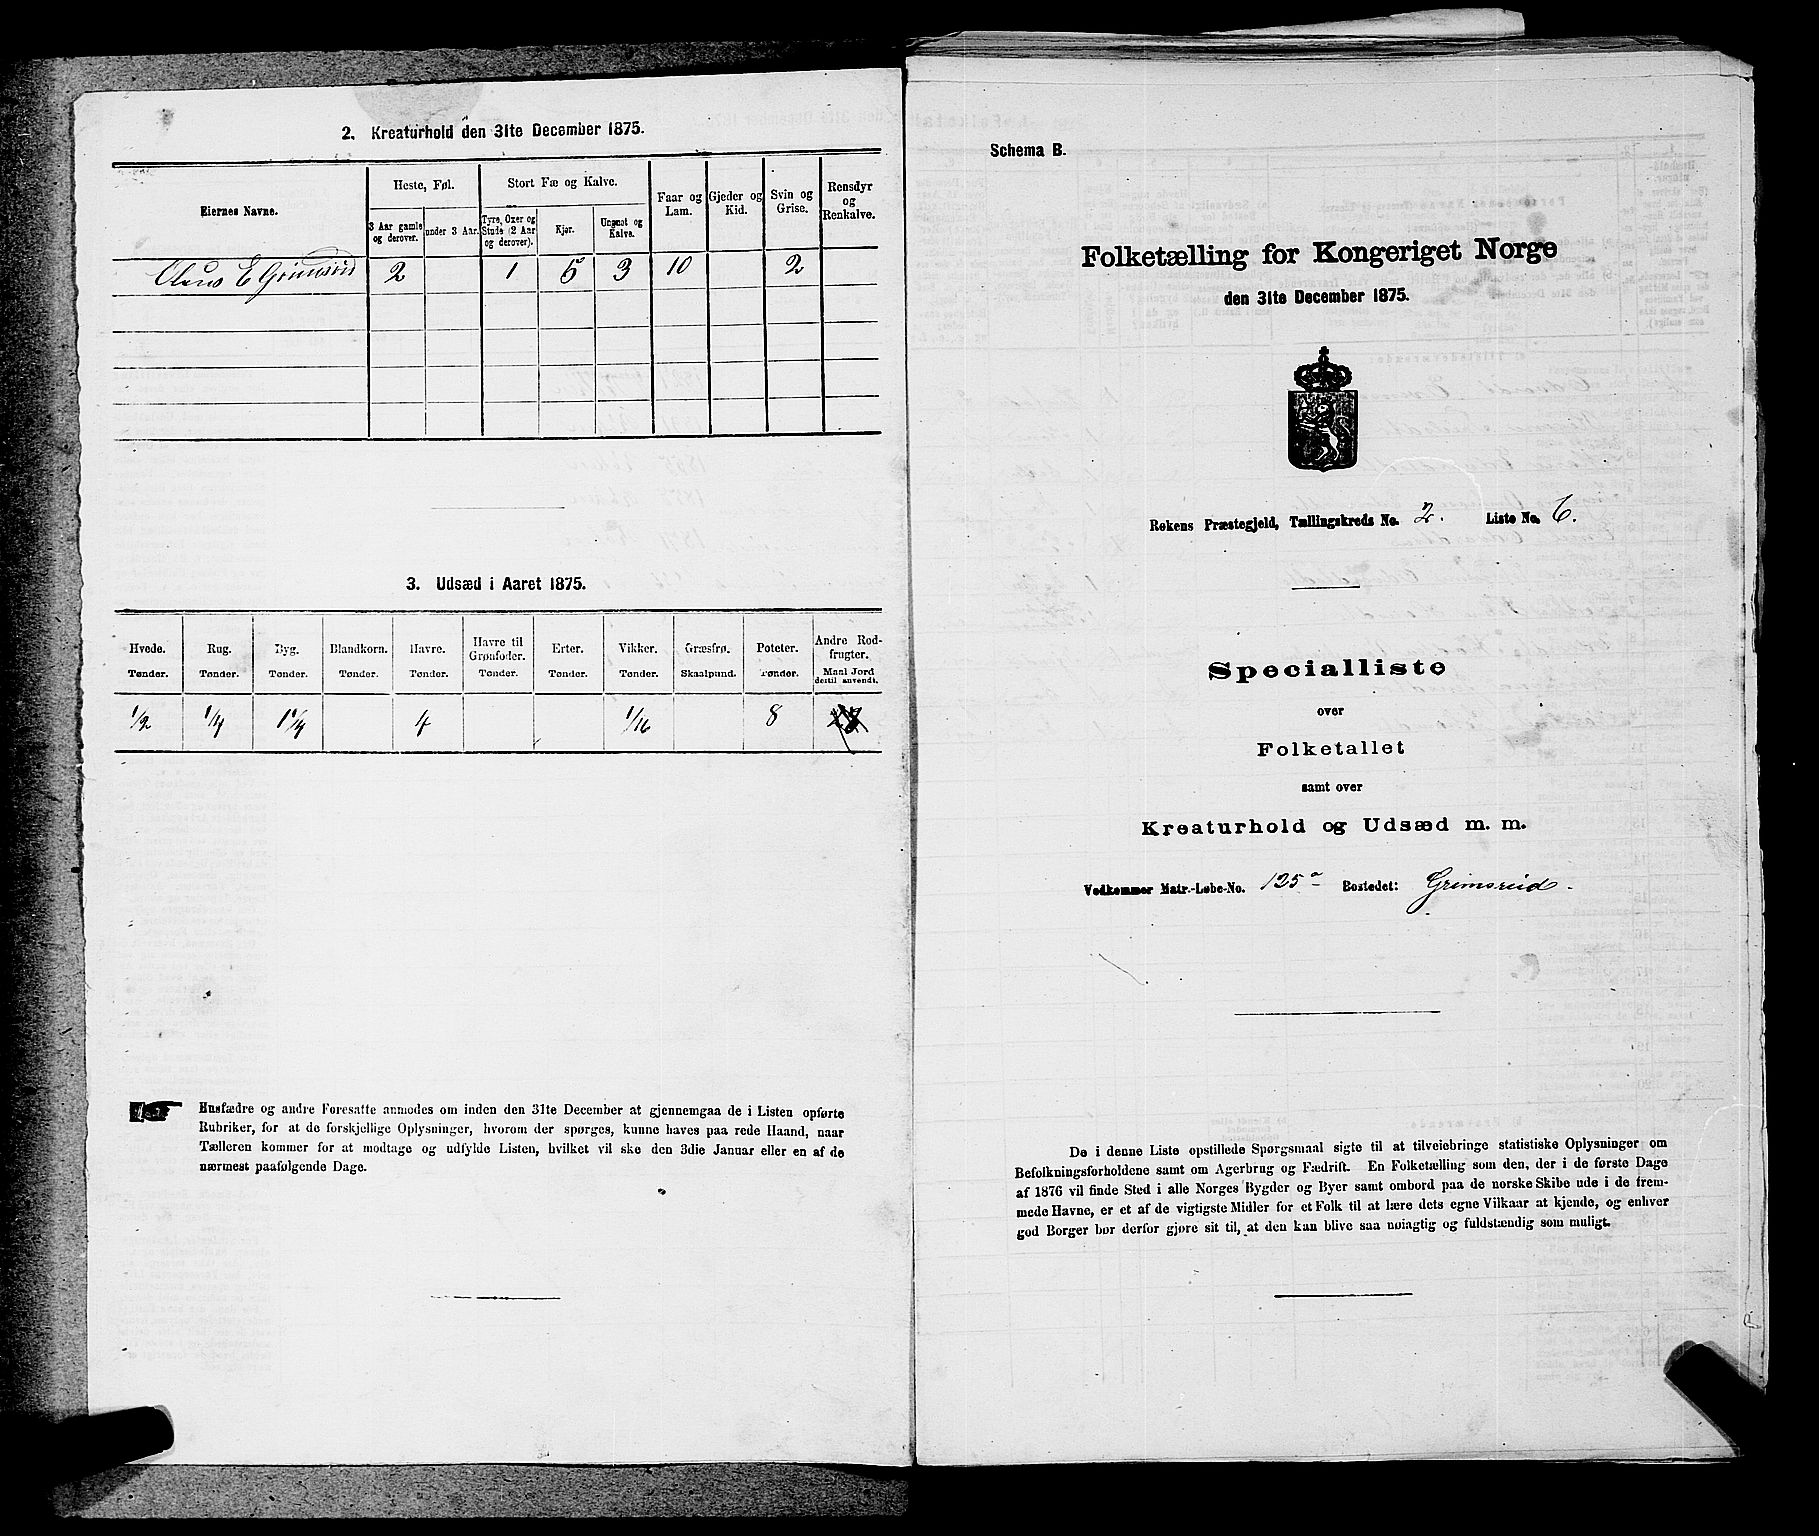 2. Kreaturhold den 31te December 1875.
Eiernes Navne.
Heste, Føl.
Stort Fæ og Kalve.
Faar og Lam.
Gjeder og Kid.
Svin og Grise.
Rensdyr og Renkalve.
3 Aar gamle og derover.
under 3 Aar.
Tyre, Oxer og Stude (2 Aar og derover).
Kjør.
Ungnøt og Kalve.
Olaus E Grimsrud 2 1 5 3 10 2
3. Udsæd i Aaret 1875.
Hvede. Rug. Byg. Blandkorn. Havre. Havre til Grønfoder. Erter. Vikker. Græsfrø. Poteter. Andre Rodfrugter.
Tønder. Tønder. Tønder. Tønder. Tønder. Tønder. Tønder. Tønder. Skaalpund. Tønder. Maal Jord dertil anvendt.
1/2 1/4 1 1/4 4 1/16 8
Husfædre og andre Foresatte anmodes om inden den 31te December at gjennemgaa de i Listen opførte
Rubriker, for at de forskjellige Oplysninger, hvorom der spørges, kunne haves paa rede Haand, naar
Tælleren kommer for at modtage og udfylde Listen, hvilket vil ske den 3die Januar eller en af de
nærmest paafølgende Dage.
Schema B.
Folketælling for Kongeriget Norge
den 31te December 1875.
Røkens Præstegjeld, Tællingskreds No. 2. Liste No. 6.
Specialliste
over
Folketallet
samt over
Kreaturhold og Udsæd m. m.
Vedkommer Matr.-Løbe-No. 125a Bostedet: Grimsreid.
De i denne Liste opstillede Spørgsmaal sigte til at tilveiebringe statistiske Oplysninger om
Befolkningsforholdene samt om Agerbrug og Fædrift. En Folketælling som den, der i de første Dage
af 1876 vil finde Sted i alle Norges Bygder og Byer samt ombord paa de norske Skibe ude i de frem-
mede Havne, er et af de vigtigste Midler for et Folk til at lære dets egne Vilkaar at kjende, og enhver
god Borger bør derfor gjøre sit til, at den kan blive saa nøiagtig og fuldstændig som muligt.